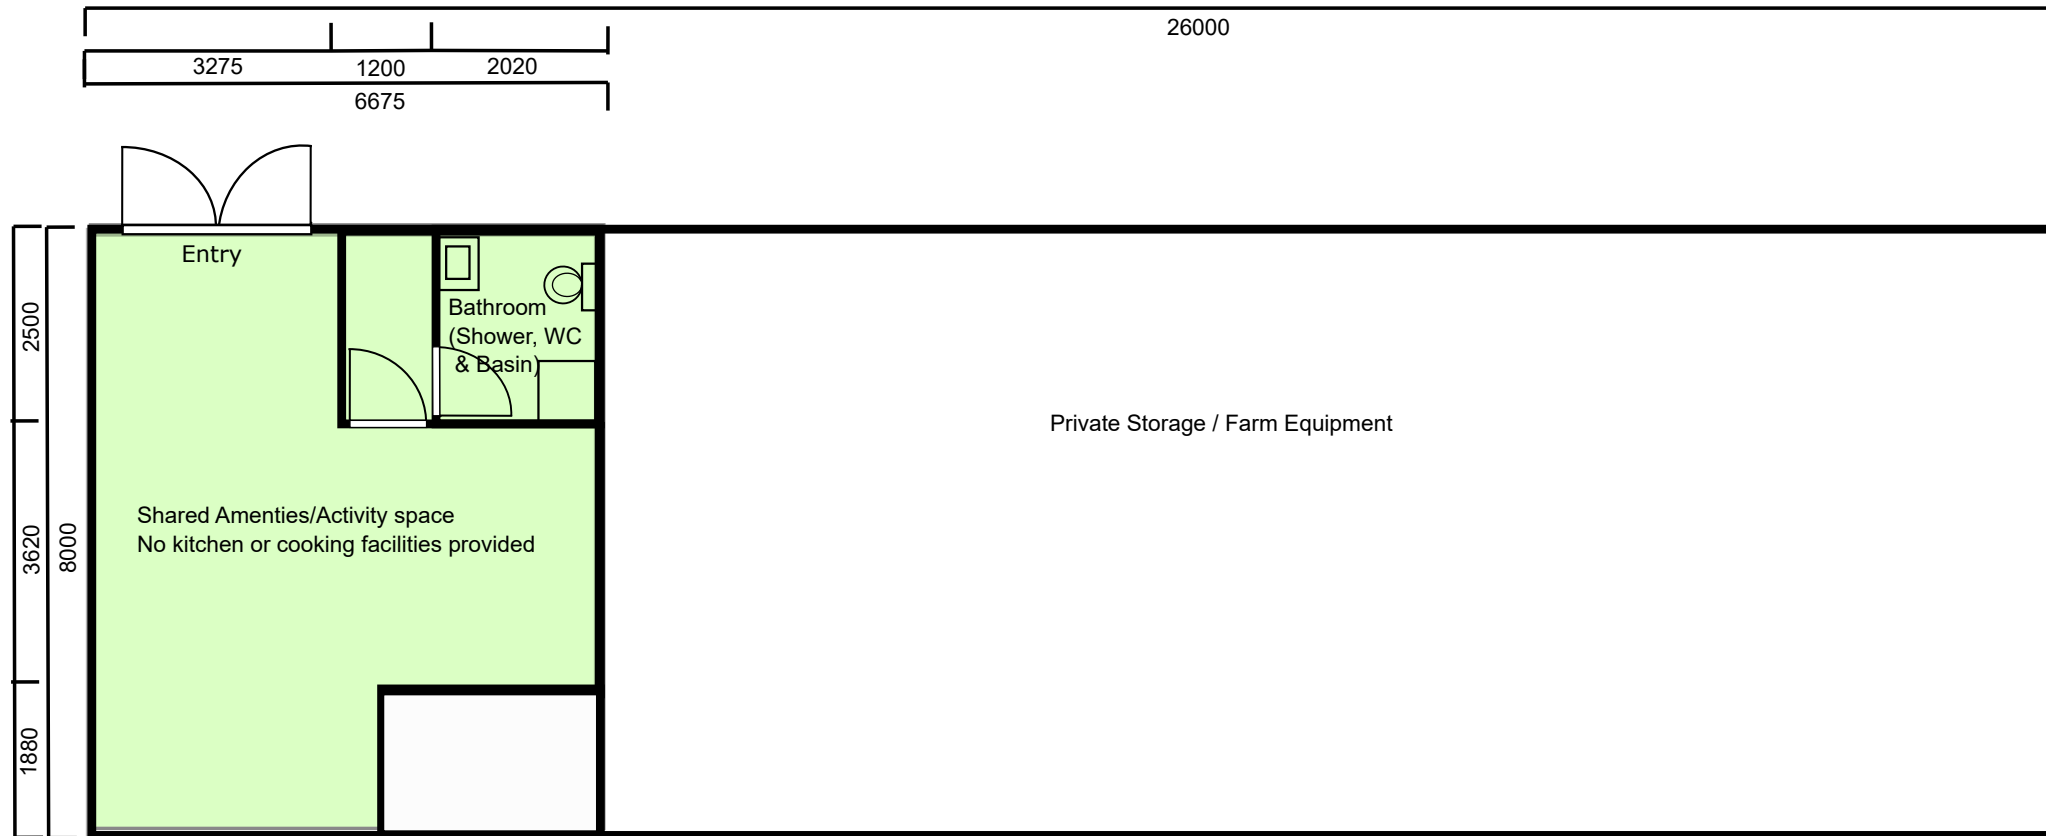 26000
3275
1200
2020
6675
Entry
2500
Bathroom
(Shower, WC
& Basin)
Private Storage / Farm Equipment
Shared Amenties/Activity space
No kitchen or cooking facilities provided
3620
8000
1880